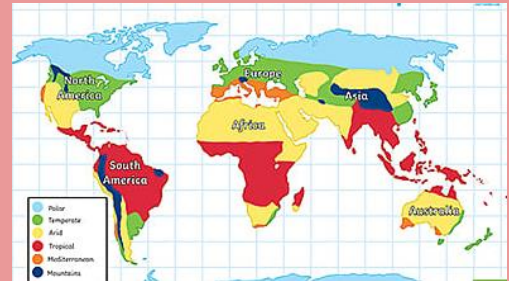 North
America
Europe
Asia
Africa
South
America
Australia
Polar
Temperate
Arid
Tropical
Mediterranean
Mountains